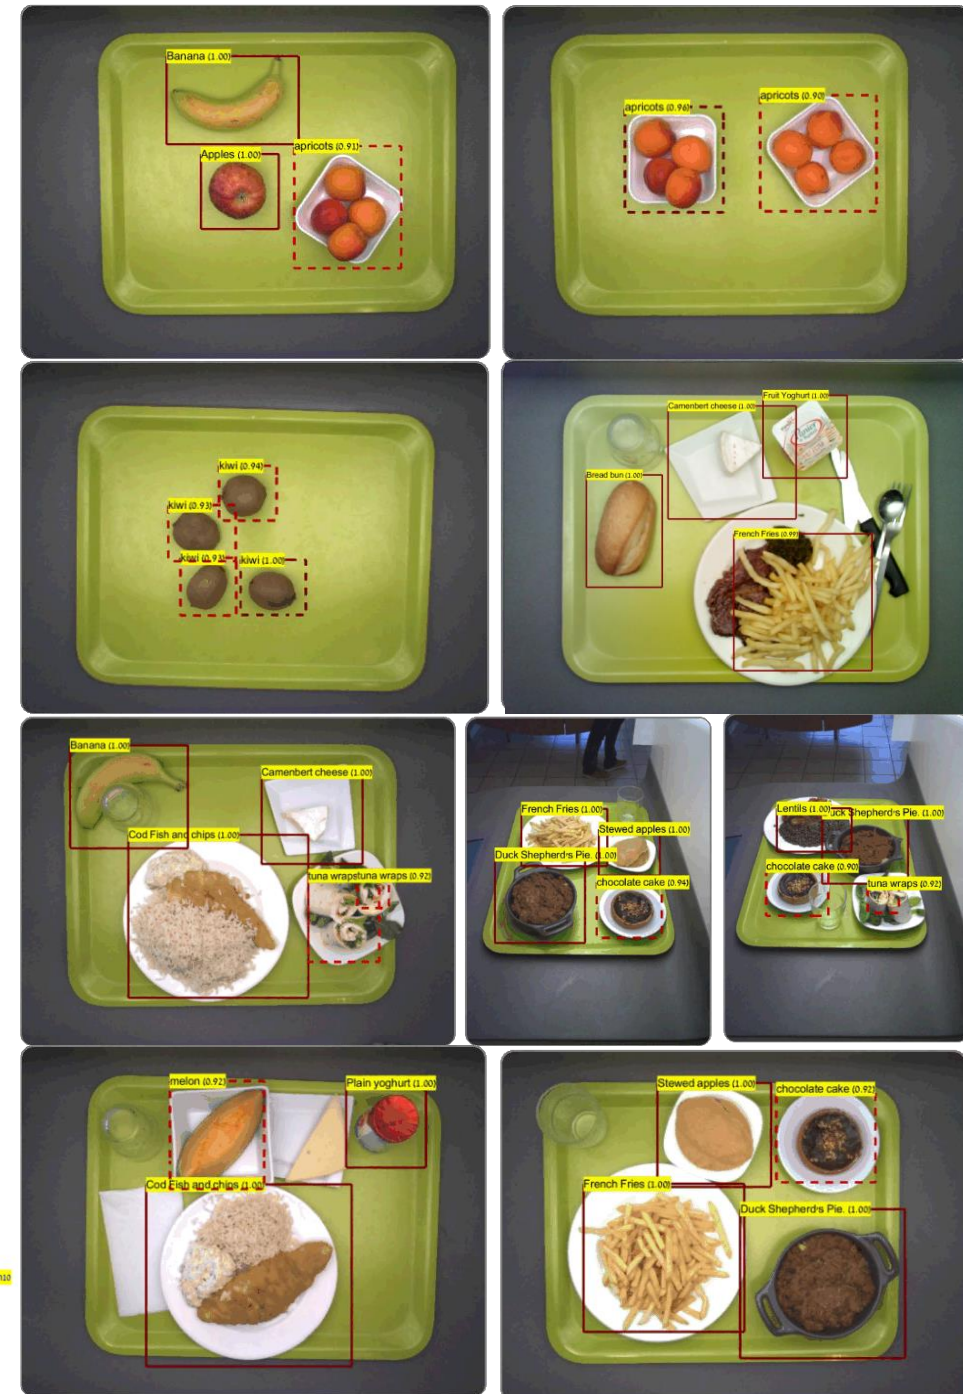 Banana (1.00)
Apples (1.00)
apricots (0.91)
apricots (0.96)
apricots (0.90)
kiwi (0.94)
kiwi (0.93)
kiwi (0.93)
kiwi (1.00)
Fruit Yoghurt (1.00)
Camenbert cheese (1.00)
Bread bun (1.00)
French Fries (0.99)
Banana (1.00)
Camenbert cheese (1.00)
Cod Fish and chips (1.00)
tuna wrapstuna wraps (0.92)
French Fries (1.00)
Stewed apples (1.00)
Duck Shepherd's Pie. (1.00)
chocolate cake (0.94)
Lentils (1.00)
uck Shepherd's Pie. (1.00)
chocolate cake (0.90)
tuna wraps (0.92)
melon (0.92)
Plain yoghurt (1.00)
Cod Fish and chips (1.00)
Stewed apples (1.00)
chocolate cake (0.92)
French Fries (1.00)
Duck Shepherd's Pie. (1.00)